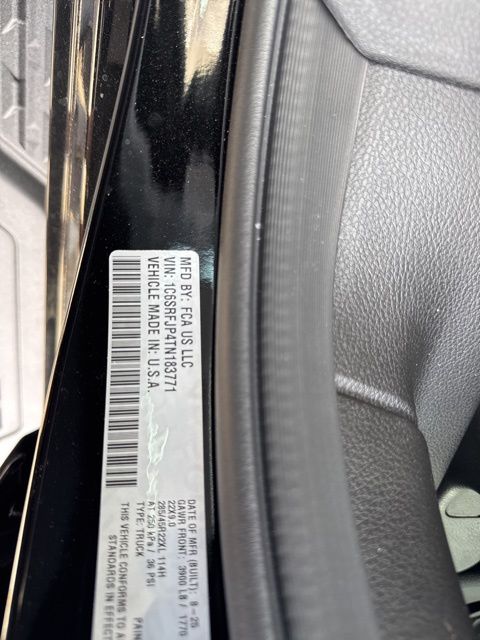 MFD BY: FCA US LLC
VIN: 1C6SRFJP4TN183771
VEHICLE MADE IN: U.S.A.
DATE OF MFR (BUILT): 8-25
GAWR FRONT: 3900 LB / 1770
22X9.0
285/45R22XL 114H
AT 250 kPa / 36 PSI
TYPE: TRUCK
THIS VEHICLE CONFORMS TO A
STANDARDS IN EFFECT